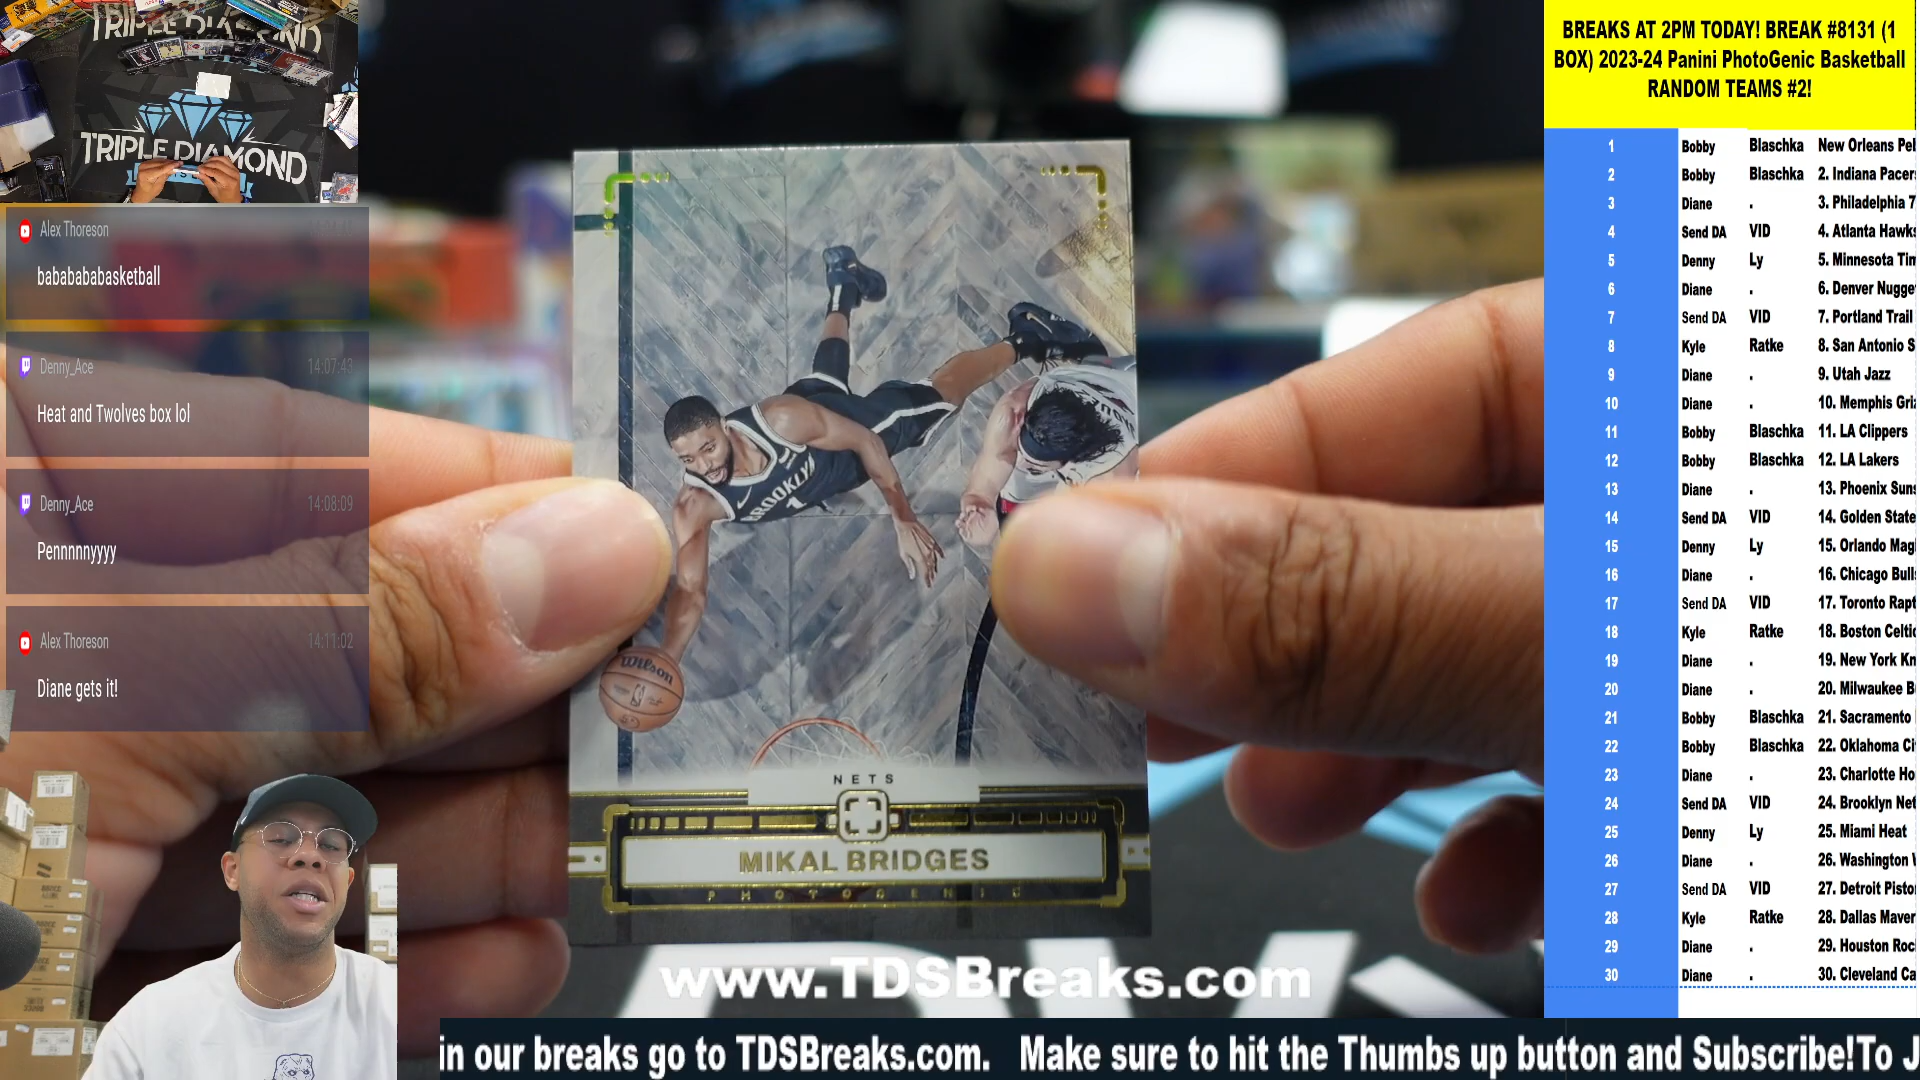 TRIPLE DIAMOND
TRIPLE DIAMOND
Alex Thoreson
babababababasketball
Denny_Ace 14:07:43
Heat and Twolves box lol
Denny_Ace 14:08:09
Pennnnnyyyy
Alex Thoreson 14:11:02
Diane gets it!
BROOKLYN
1
Wilson
NETS
MIKAL BRIDGES
PHOTOGENIC
www.TDSBreaks.com
in our breaks go to TDSBreaks.com. Make sure to hit the Thumbs up button and Subscribe!To J
BREAKS AT 2PM TODAY! BREAK #8131 (1
BOX) 2023-24 Panini PhotoGenic Basketball
RANDOM TEAMS #2!
1 Bobby Blaschka New Orleans Pel
2 Bobby Blaschka 2. Indiana Pacer
3 Diane . 3. Philadelphia 7
4 Send DA VID 4. Atlanta Hawks
5 Denny Ly 5. Minnesota Tim
6 Diane . 6. Denver Nugge
7 Send DA VID 7. Portland Trail
8 Kyle Ratke 8. San Antonio S
9 Diane . 9. Utah Jazz
10 Diane . 10. Memphis Griz
11 Bobby Blaschka 11. LA Clippers
12 Bobby Blaschka 12. LA Lakers
13 Diane . 13. Phoenix Suns
14 Send DA VID 14. Golden State
15 Denny Ly 15. Orlando Magi
16 Diane . 16. Chicago Bulls
17 Send DA VID 17. Toronto Rapt
18 Kyle Ratke 18. Boston Celtic
19 Diane . 19. New York Kn
20 Diane . 20. Milwaukee B
21 Bobby Blaschka 21. Sacramento
22 Bobby Blaschka 22. Oklahoma Ci
23 Diane . 23. Charlotte Ho
24 Send DA VID 24. Brooklyn Net
25 Denny Ly 25. Miami Heat
26 Diane . 26. Washington W
27 Send DA VID 27. Detroit Pisto
28 Kyle Ratke 28. Dallas Maver
29 Diane . 29. Houston Roc
30 Diane . 30. Cleveland Ca